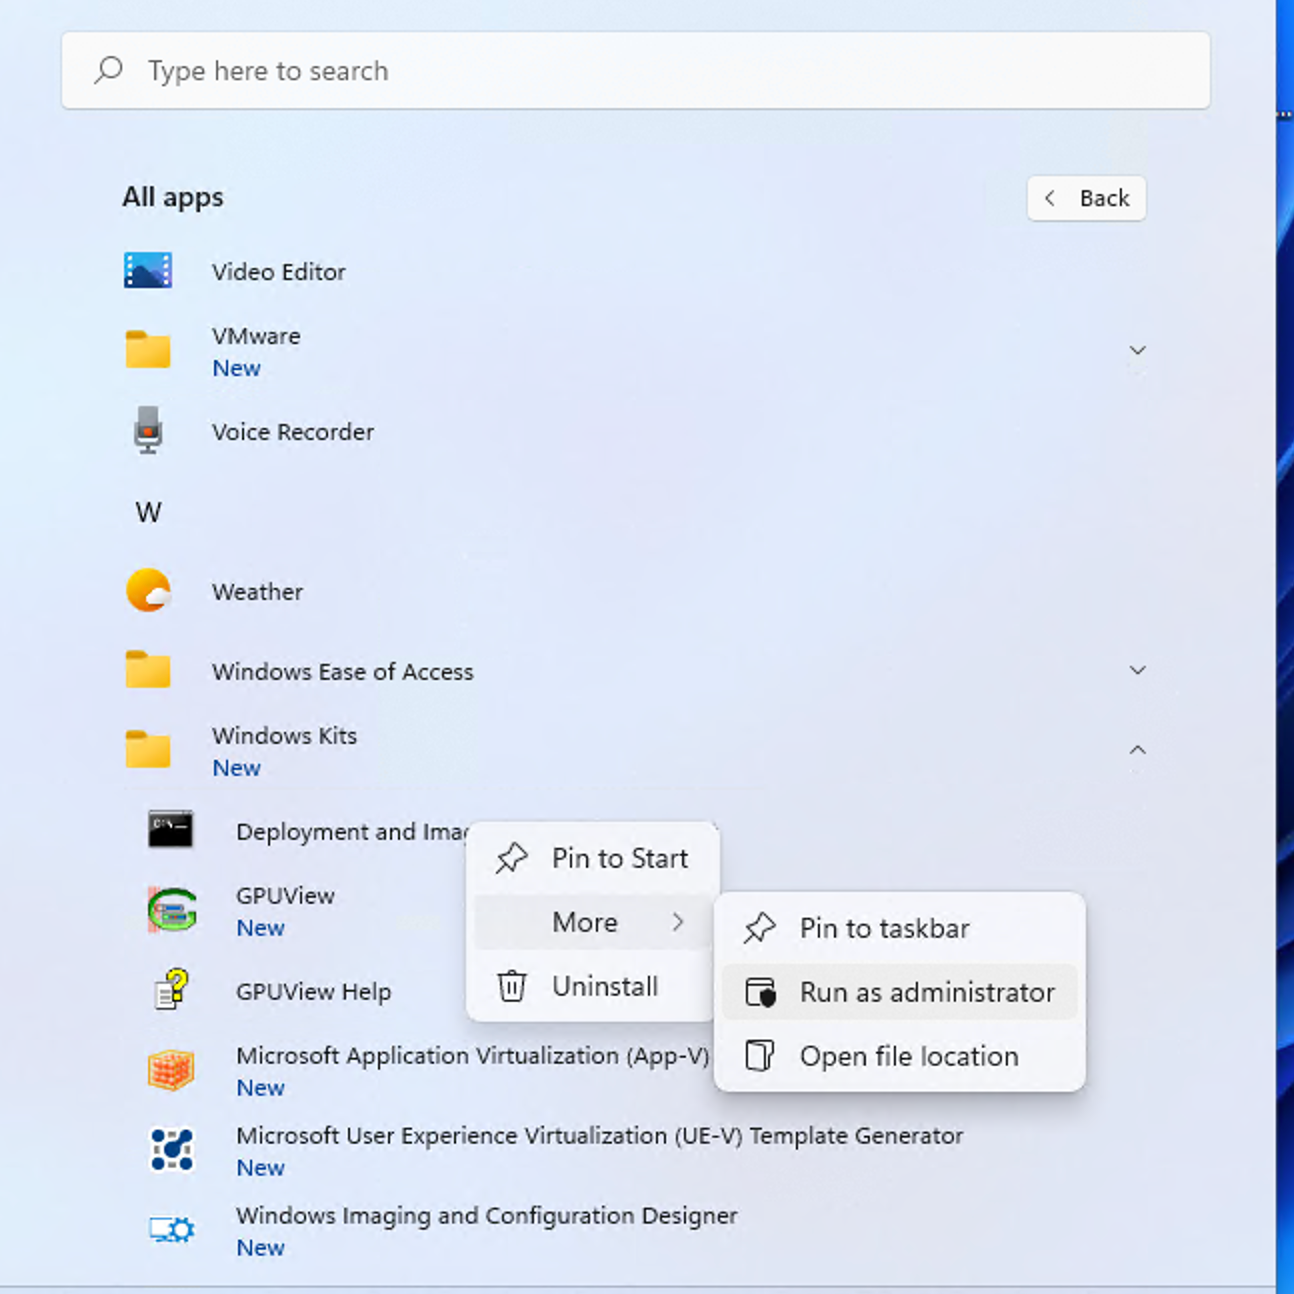 Type here to search
All apps
Back
Video Editor
VMware
New
Voice Recorder
W
Weather
Windows Ease of Access
Windows Kits
New
Deployment and
Pin to Start
More
Uninstall
Pin to taskbar
Run as administrator
Open file location
GPUView
New
GPUView Help
Microsoft Application Virtualization (App-V)
New
Microsoft User Experience Virtualization (UE-V) Template Generator
New
Windows Imaging and Configuration Designer
New